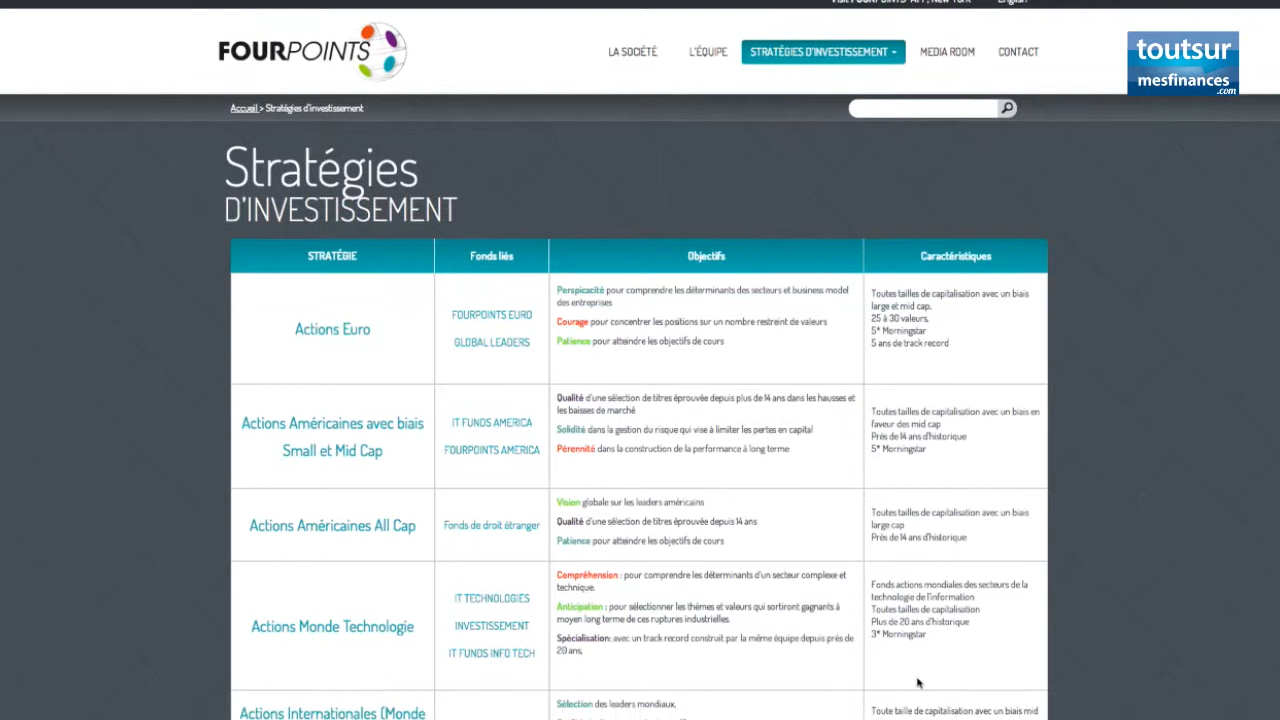 Visit FOURPOINTS' APP, New York
English
FOURPOINTS
LA SOCIÉTÉ
L'ÉQUIPE
STRATÉGIES D'INVESTISSEMENT
MEDIA ROOM
CONTACT
toutsur
mesfinances
.com
Accueil > Stratégies d'investissement
Stratégies
D'INVESTISSEMENT
STRATÉGIE
Fonds liés
Objectifs
Caractéristiques
Actions Euro
FOURPOINTS EURO
GLOBAL LEADERS
Perspicacité pour comprendre les déterminants des secteurs et business model
des entreprises
Courage pour concentrer les positions sur un nombre restreint de valeurs
Patience pour atteindre les objectifs de cours
Toutes tailles de capitalisation avec un biais
large et mid cap,
25 à 30 valeurs,
5* Morningstar
5 ans de track record
Actions Américaines avec biais
Small et Mid Cap
IT FUNDS AMERICA
FOURPOINTS AMERICA
Qualité d'une sélection de titres éprouvée depuis plus de 14 ans dans les hausses et
les baisses de marché
Solidité dans la gestion du risque qui vise à limiter les pertes en capital
Pérennité dans la construction de la performance à long terme
Toutes tailles de capitalisation avec un biais en
faveur des mid cap
Près de 14 ans d'historique
5* Morningstar
Actions Américaines All Cap
Fonds de droit étranger
Vision globale sur les leaders américains
Qualité d'une sélection de titres éprouvée depuis 14 ans
Patience pour atteindre les objectifs de cours
Toutes tailles de capitalisation avec un biais
large cap
Près de 14 ans d'historique
Actions Monde Technologie
IT TECHNOLOGIES
INVESTISSEMENT
IT FUNDS INFO TECH
Compréhension : pour comprendre les déterminants d'un secteur complexe et
technique.
Anticipation : pour sélectionner les thèmes et valeurs qui sortiront gagnants à
moyen long terme de ces ruptures industrielles.
Spécialisation: avec un track record construit par la même équipe depuis près de
20 ans,
Fonds actions mondiales des secteurs de la
technologie de l'information
Toutes tailles de capitalisation
Plus de 20 ans d'historique
3* Morningstar
Actions Internationales (Monde
Sélection des leaders mondiaux,
Toute taille de capitalisation avec un biais mid